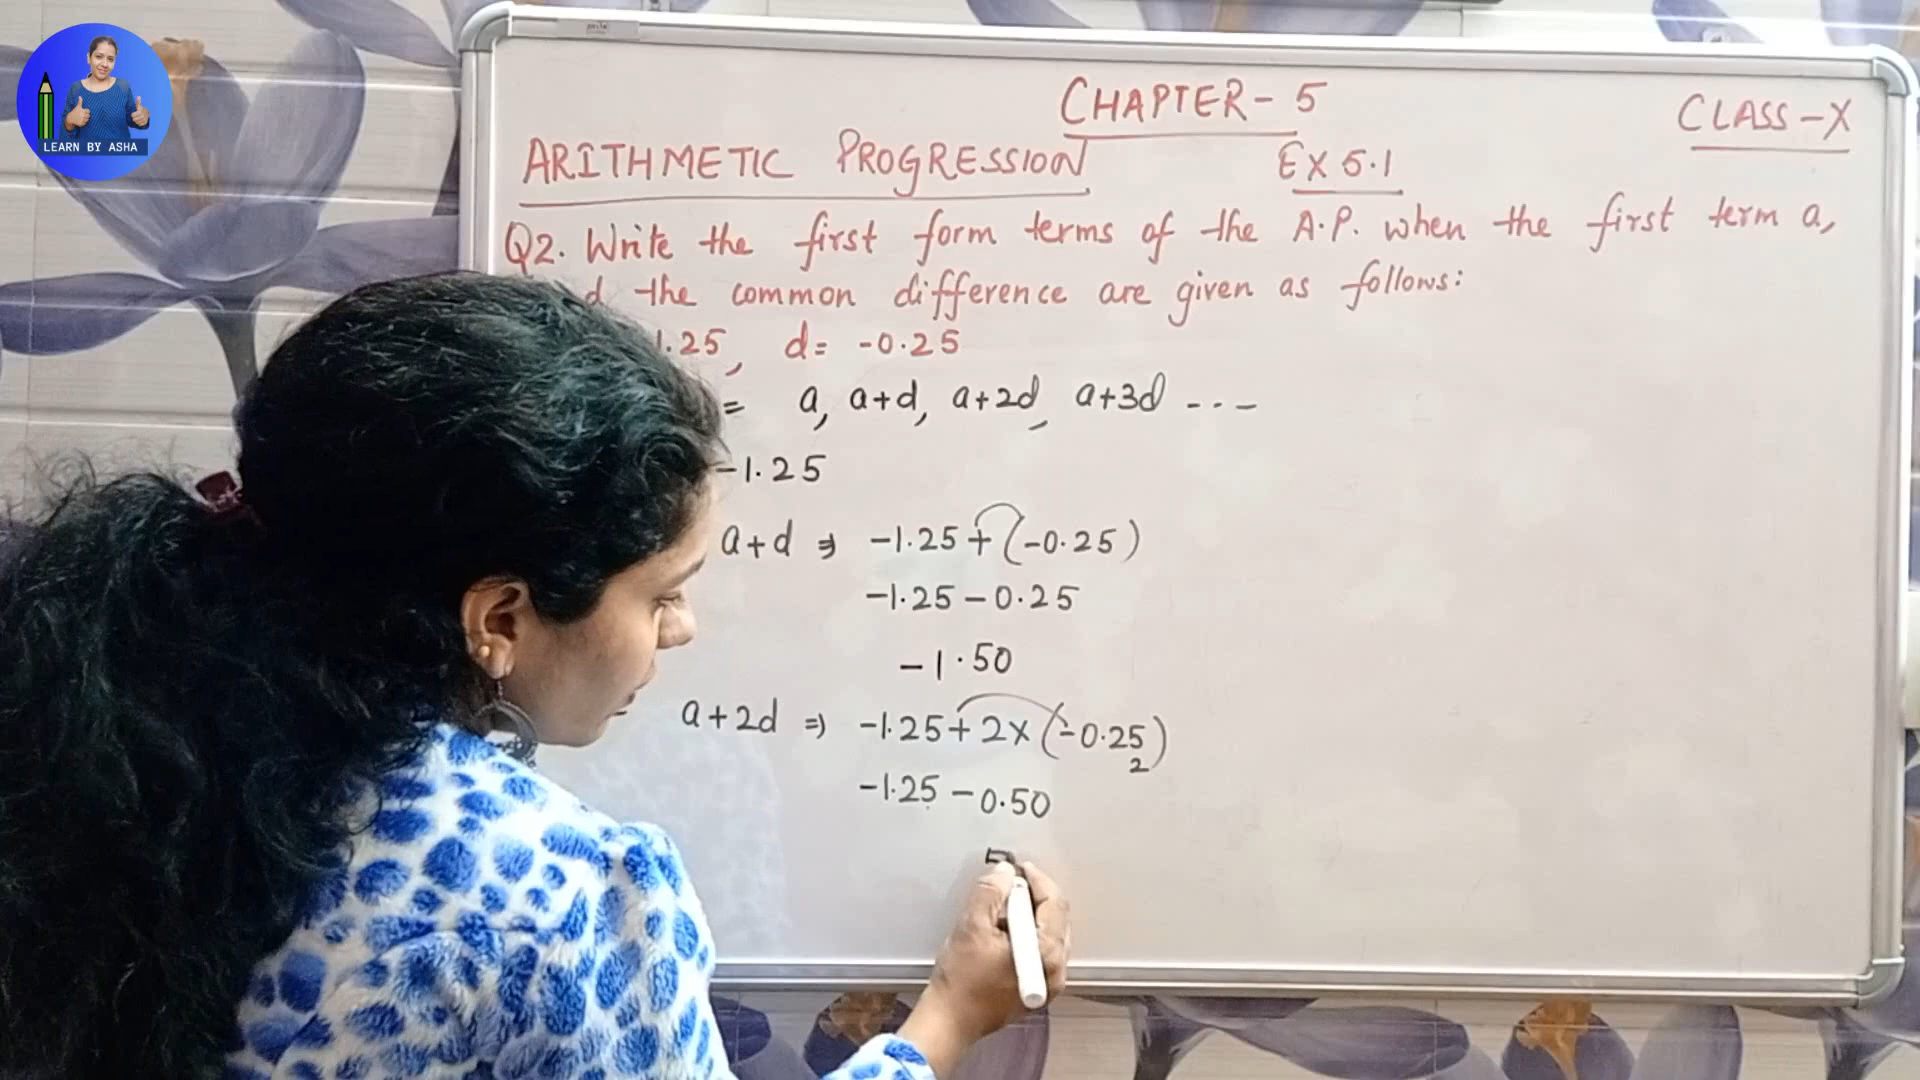 LEARN BY ASHA
CHAPTER - 5
CLASS - X
ARITHMETIC PROGRESSION
EX 5.1
Q2. Write the first form terms of the A.P. when the first term a,
d the common difference are given as follows:
1.25, d = -0.25
= a, a+d, a+2d, a+3d ---
-1.25
a+d ⇒ -1.25+(-0.25)
-1.25-0.25
-1.50
a+2d ⇒ -1.25+2×(-0.25)
2
-1.25-0.50
5